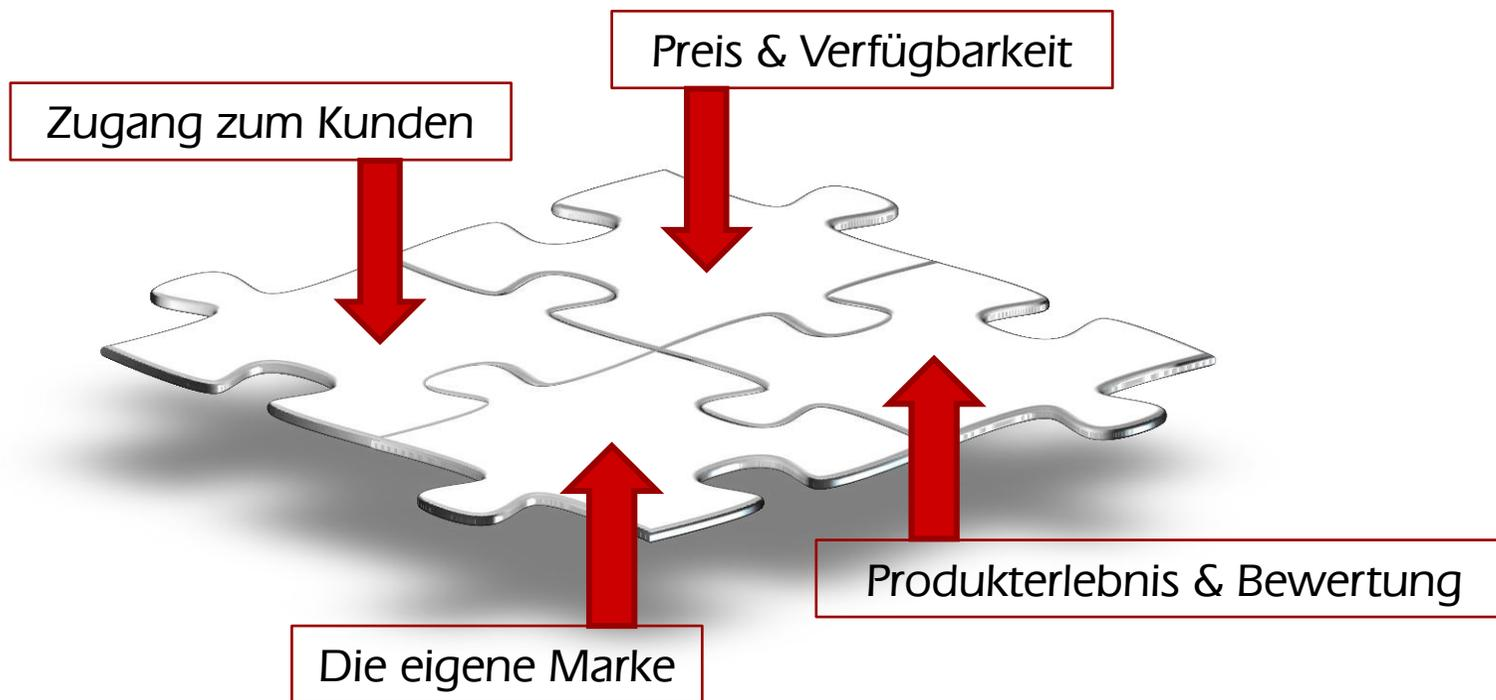 Preis & Verfügbarkeit
Zugang zum Kunden
Produkterlebnis & Bewertung
Die eigene Marke